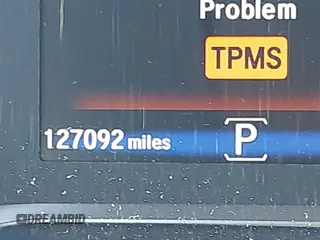 Problem
TPMS
127092 miles P
DREAMBID